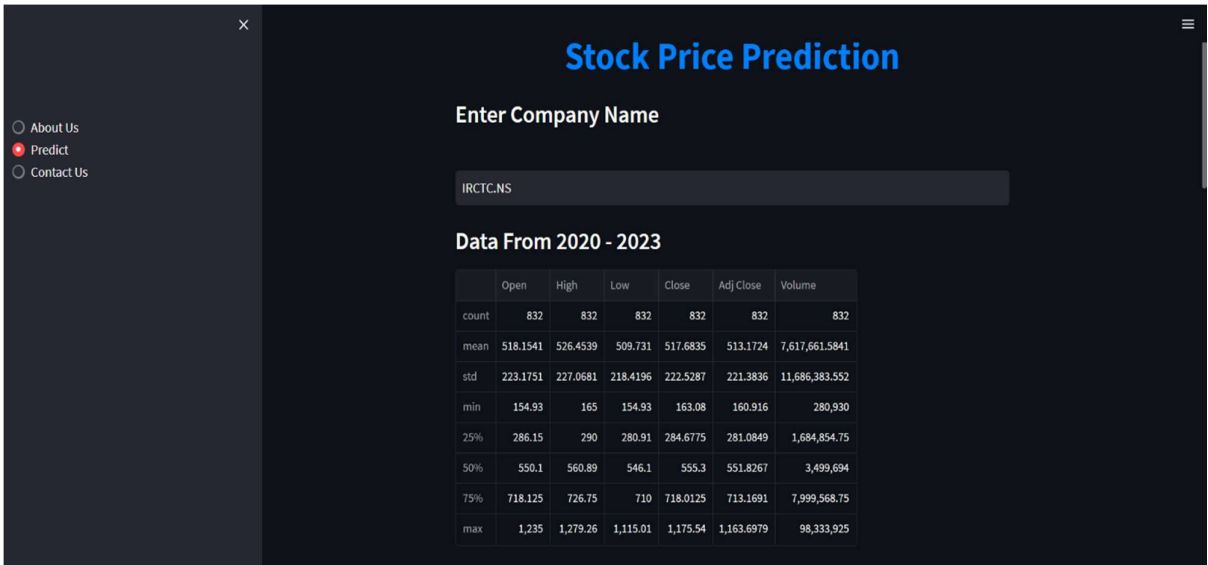 About Us
Predict
Contact Us
Stock Price Prediction
Enter Company Name
IRCTC.NS
Data From 2020 - 2023
Open High Low Close Adj Close Volume
count 832 832 832 832 832 832
mean 518.1541 526.4539 509.731 517.6835 513.1724 7,617,661.5841
std 223.1751 227.0681 218.4196 222.5287 221.3836 11,686,383.552
min 154.93 165 154.93 163.08 160.916 280,930
25% 286.15 290 280.91 284.6775 281.0849 1,684,854.75
50% 550.1 560.89 546.1 555.3 551.8267 3,499,694
75% 718.125 726.75 710 718.0125 713.1691 7,999,568.75
max 1,235 1,279.26 1,115.01 1,175.54 1,163.6979 98,333,925